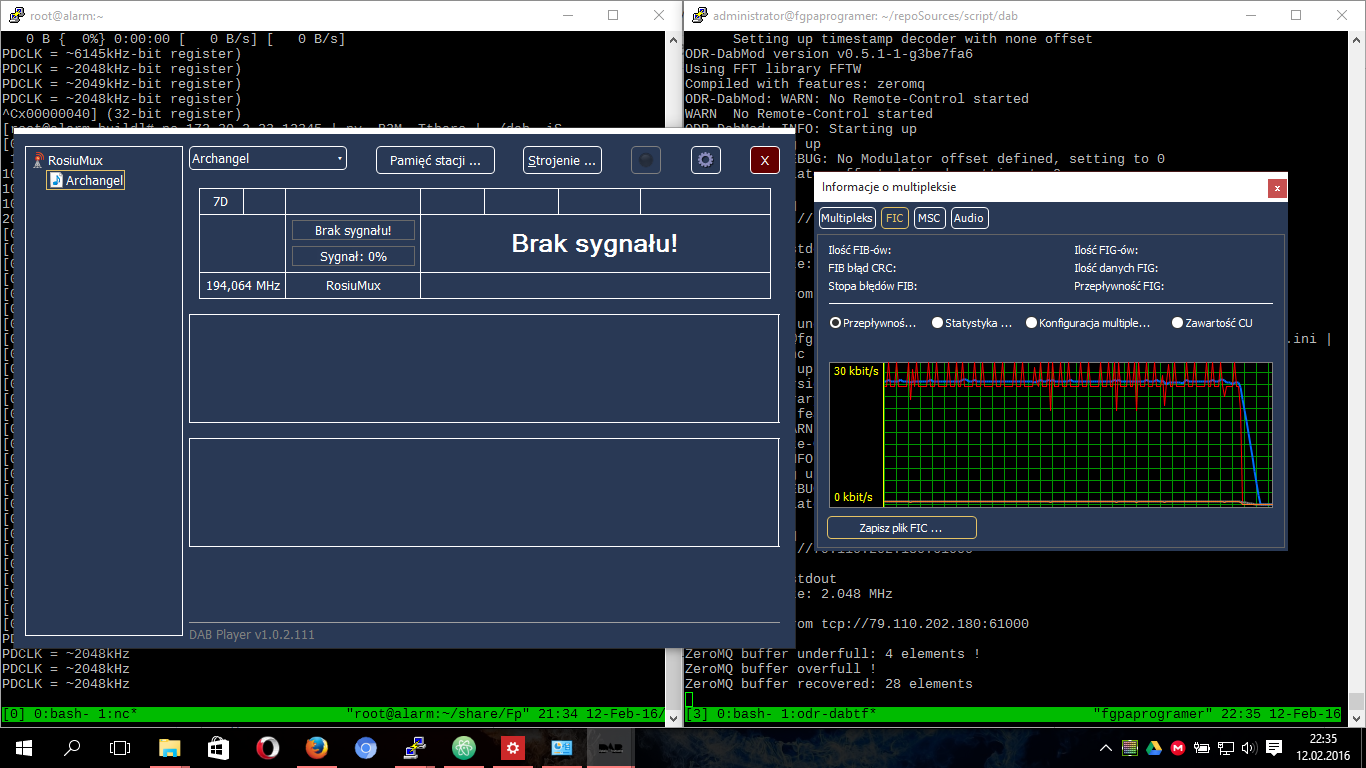 root@alarm:~
0 B { 0%} 0:00:00 [ 0 B/s] [ 0 B/s]
PDCLK = ~6145kHz-bit register)
PDCLK = ~2048kHz-bit register)
PDCLK = ~2049kHz-bit register)
PDCLK = ~2048kHz-bit register)
^Cx00000040] (32-bit register)
RosiuMux
Archangel
Archangel
Pamięć stacji ...
Strojenie ...
X
7D
Brak sygnału!
Sygnał: 0%
Brak sygnału!
194,064 MHz
RosiuMux
DAB Player v1.0.2.111
PDCLK = ~2048kHz
PDCLK = ~2048kHz
PDCLK = ~2048kHz
[0] 0:bash- 1:nc* "root@alarm:~/share/Fp" 21:34 12-Feb-16/
administrator@fgpaprogramer: ~/repoSources/script/dab
Setting up timestamp decoder with none offset
ODR-DabMod version v0.5.1-1-g3be7fa6
Using FFT library FFTW
Compiled with features: zeromq
ODR-DabMod: WARN: No Remote-Control started
WARN No Remote-Control started
ODR-DabMod: INFO: Starting up
ng up
EBUG: No Modulator offset defined, setting to 0
Informacje o multipleksie
x
Multipleks
FIC
MSC
Audio
Ilość FIB-ów:
Ilość FIG-ów:
FIB błąd CRC:
Ilość danych FIG:
Stopa błędów FIB:
Przepływność FIG:
Przepływnoś...
Statystyka ...
Konfiguracja multiple...
Zawartość CU
30 kbit/s
0 kbit/s
Zapisz plik FIC ...
.ini |
stdout
te: 2.048 MHz
rom tcp://79.110.202.180:61000
ZeroMQ buffer underfull: 4 elements !
ZeroMQ buffer overfull !
ZeroMQ buffer recovered: 28 elements
[3] 0:bash- 1:odr-dabtf* "fgpaprogramer" 22:35 12-Feb-16
DAB
22:35
12.02.2016